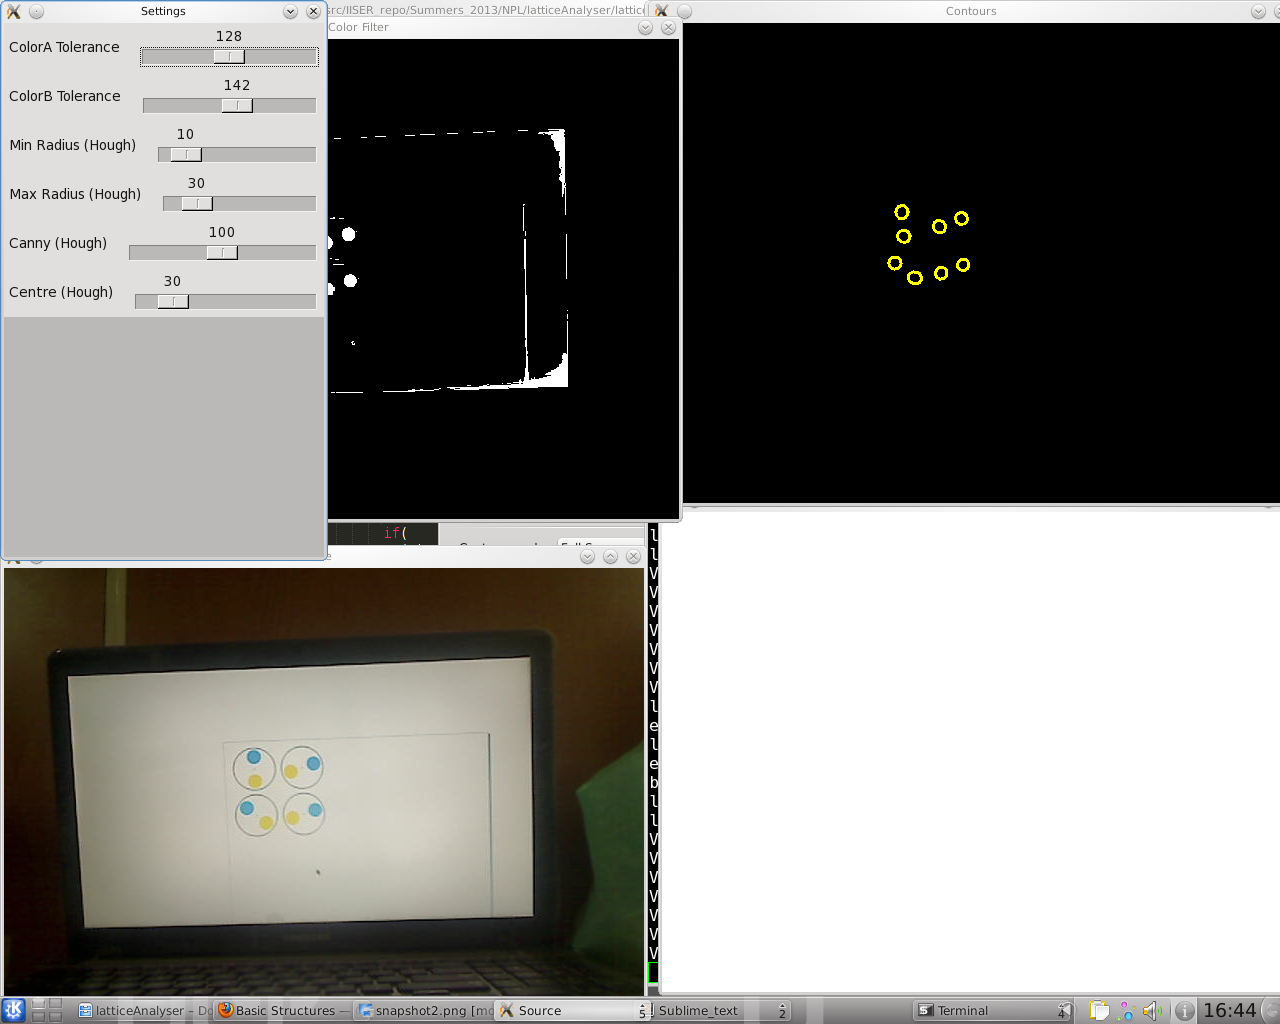 Settings
src/IISER_repo/Summers_2013/NPL/latticeAnalyser/lattic
Contours
Color Filter
128
ColorA Tolerance
142
ColorB Tolerance
10
Min Radius (Hough)
30
Max Radius (Hough)
100
Canny (Hough)
30
Centre (Hough)
if(
l
l
V
V
V
V
V
V
V
l
e
l
e
b
l
l
V
V
V
V
V
V
V
latticeAnalyser – Do
Basic Structures —
snapshot2.png [mo
Source
5
Sublime_text
2
Terminal
4
16:44